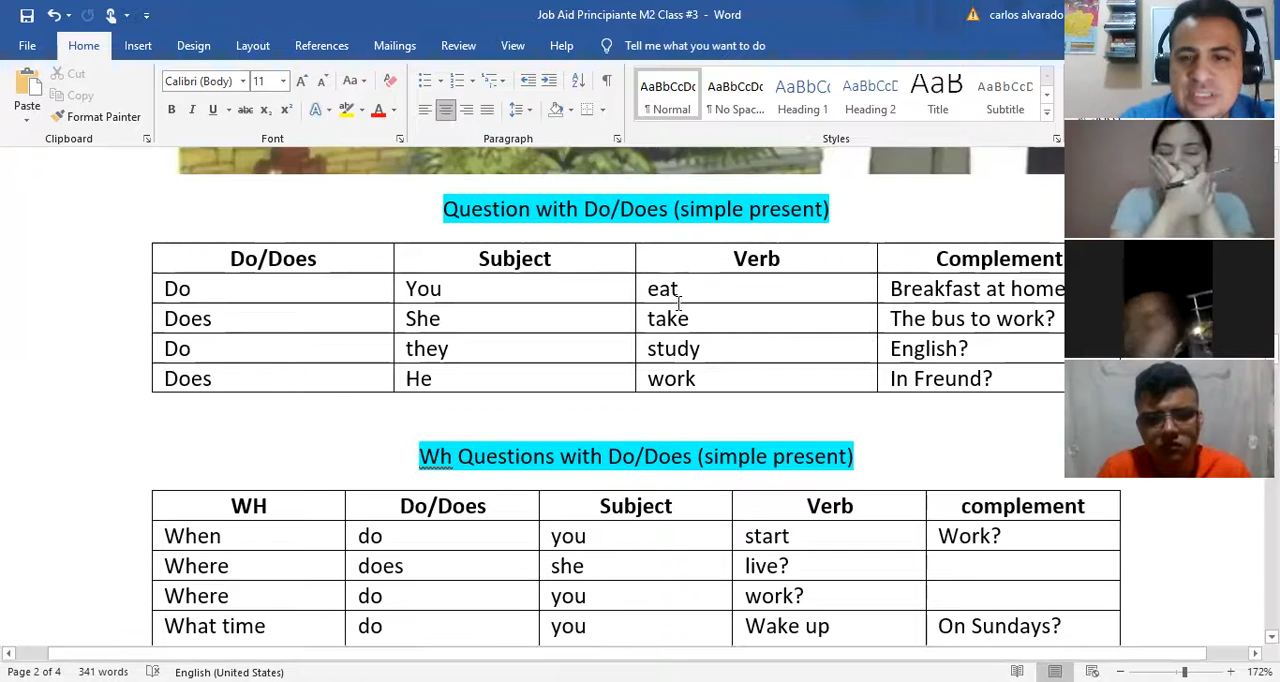 Job Aid Principiante M2 Class #3 - Word
carlos alvarado
File Home Insert Design Layout References Mailings Review View Help Tell me what you want to do
Paste
Cut
Copy
Format Painter
Clipboard
Calibri (Body) 11
Font
Paragraph
AaBbCcDc AaBbCcDc AaBbC AaBbCcD AaB AaBbCcD
¶ Normal ¶ No Spac... Heading 1 Heading 2 Title Subtitle
Styles
Question with Do/Does (simple present)
Do/Does Subject Verb Complement
Do You eat Breakfast at home
Does She take The bus to work?
Do they study English?
Does He work In Freund?
Wh Questions with Do/Does (simple present)
WH Do/Does Subject Verb complement
When do you start Work?
Where does she live?
Where do you work?
What time do you Wake up On Sundays?
Page 2 of 4 341 words English (United States) 172%